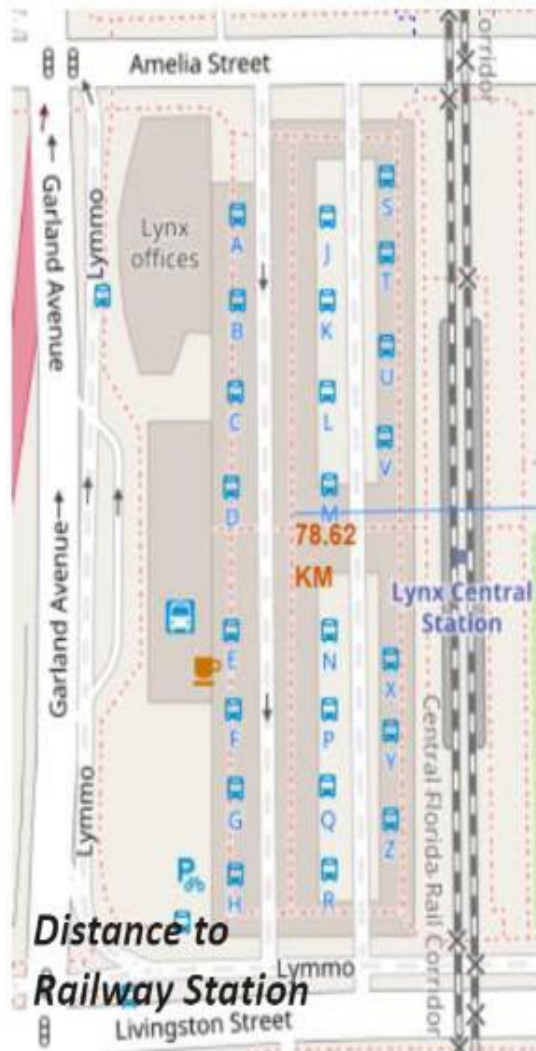 orridor
Amelia Street
Garland Avenue
Lymmo
Lynx
offices
A
B
C
D
J
K
L
M
S
T
U
V
78.62
KM
Lynx Central
Station
Garland Avenue
Lymmo
E
F
G
H
N
P
Q
R
X
Y
Z
Central Florida Rail Corridor
P
Distance to
Railway Station
Lymmo
Livingston Street